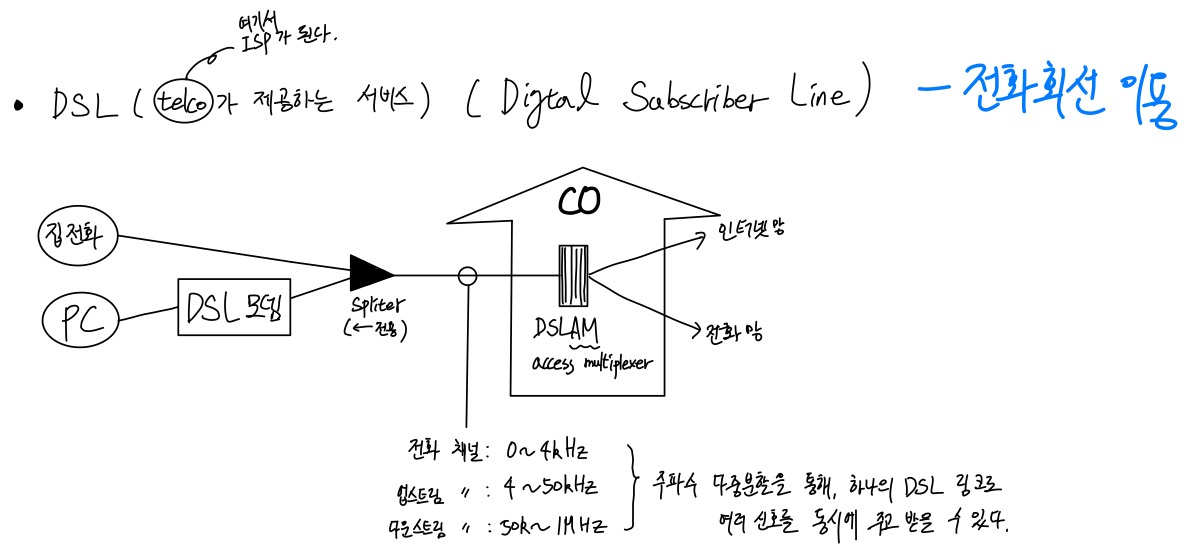 여기서
ISP가 된다.
• DSL (telco가 제공하는 서비스) (Digtal Subscriber Line) - 전화회선 이용
CO
집전화
인터넷망
PC
DSL 모뎀
Spliter
(← 전용)
DSLAM
access multiplexer
전화망
전화 채널: 0~4kHz
업스트림 〃 : 4~50kHz
다운스트림 〃 : 50k~1MHz
주파수 다중분할을 통해, 하나의 DSL 링크로
여러 신호를 동시에 주고 받을 수 있다.